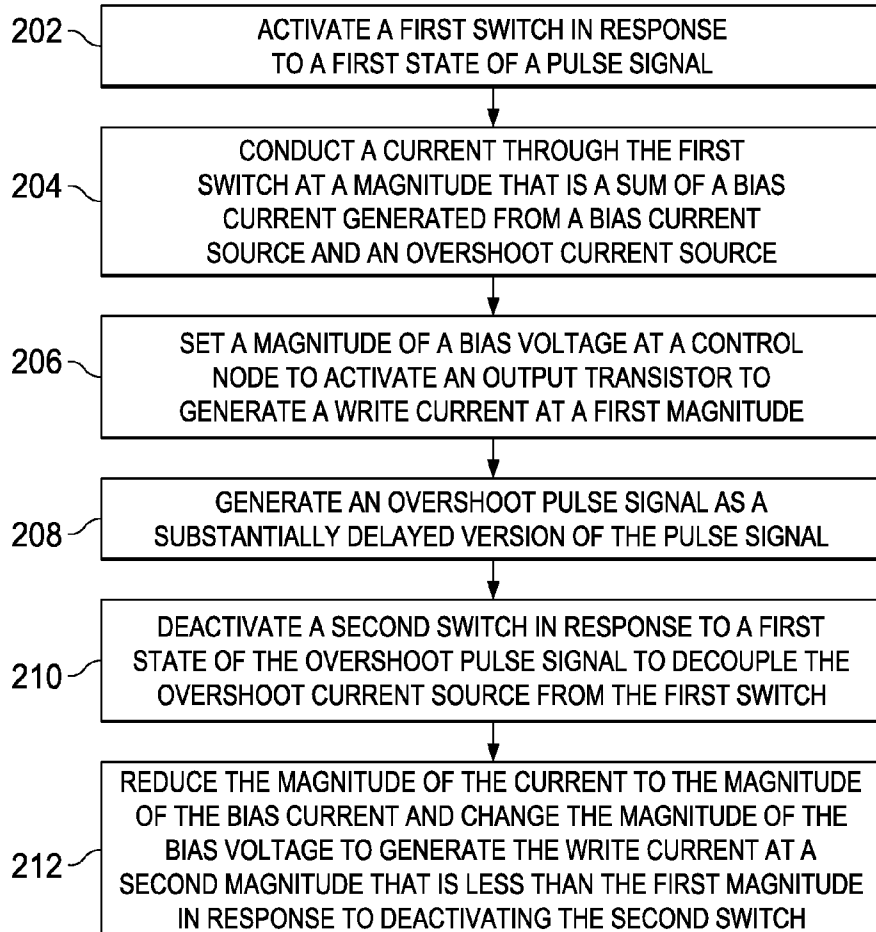 202
ACTIVATE A FIRST SWITCH IN RESPONSE
TO A FIRST STATE OF A PULSE SIGNAL
204
CONDUCT A CURRENT THROUGH THE FIRST
SWITCH AT A MAGNITUDE THAT IS A SUM OF A BIAS
CURRENT GENERATED FROM A BIAS CURRENT
SOURCE AND AN OVERSHOOT CURRENT SOURCE
206
SET A MAGNITUDE OF A BIAS VOLTAGE AT A CONTROL
NODE TO ACTIVATE AN OUTPUT TRANSISTOR TO
GENERATE A WRITE CURRENT AT A FIRST MAGNITUDE
208
GENERATE AN OVERSHOOT PULSE SIGNAL AS A
SUBSTANTIALLY DELAYED VERSION OF THE PULSE SIGNAL
210
DEACTIVATE A SECOND SWITCH IN RESPONSE TO A FIRST
STATE OF THE OVERSHOOT PULSE SIGNAL TO DECOUPLE THE
OVERSHOOT CURRENT SOURCE FROM THE FIRST SWITCH
212
REDUCE THE MAGNITUDE OF THE CURRENT TO THE MAGNITUDE
OF THE BIAS CURRENT AND CHANGE THE MAGNITUDE OF THE
BIAS VOLTAGE TO GENERATE THE WRITE CURRENT AT A
SECOND MAGNITUDE THAT IS LESS THAN THE FIRST MAGNITUDE
IN RESPONSE TO DEACTIVATING THE SECOND SWITCH